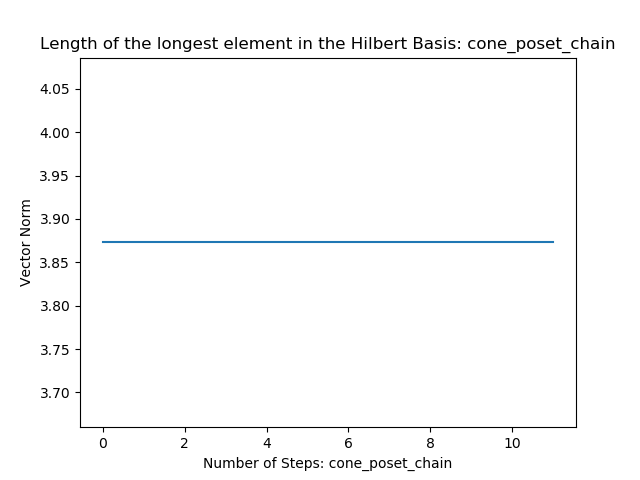 Length of the longest element in the Hilbert Basis: cone_poset_chain
4.05
4.00
3.95
3.90
3.85
3.80
3.75
3.70
Vector Norm
0 2 4 6 8 10
Number of Steps: cone_poset_chain